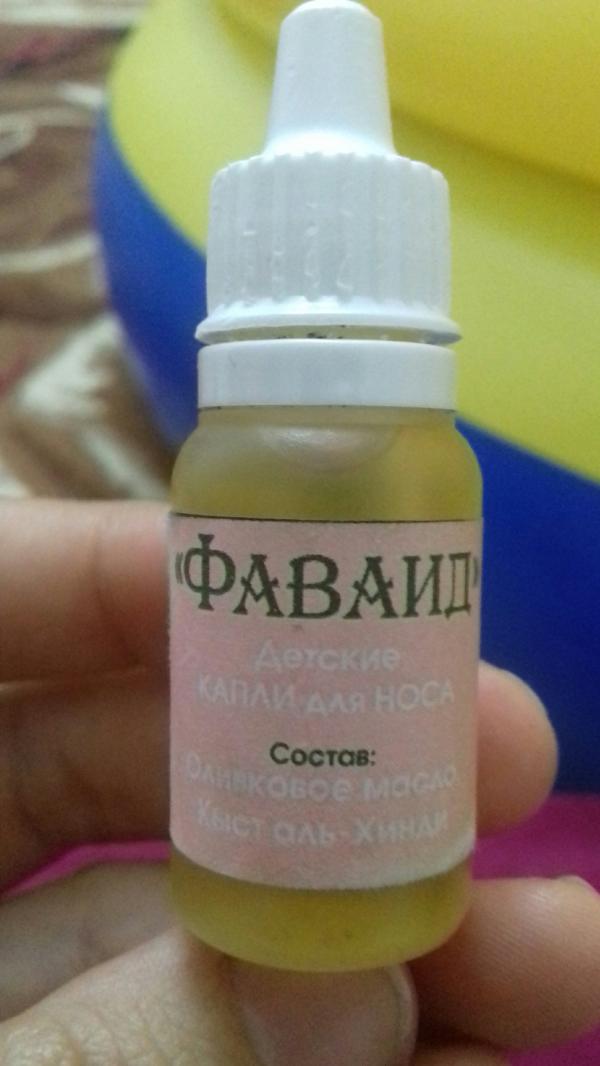 «ФАВАИД»
Детские
КАПЛИ для НОСА
Состав:
Оливковое масло
Кыст аль-Хинди